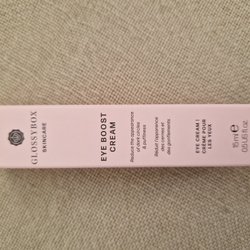 GLOSSYBOX
SKINCARE
EYE BOOST
CREAM
Reduce the appearance
of dark circles
& puffiness
Réduit l'apparence
des cernes et
des gonflements
EYE CREAM /
CRÈME POUR
LES YEUX
15ml e
0.5 US fl.oz.